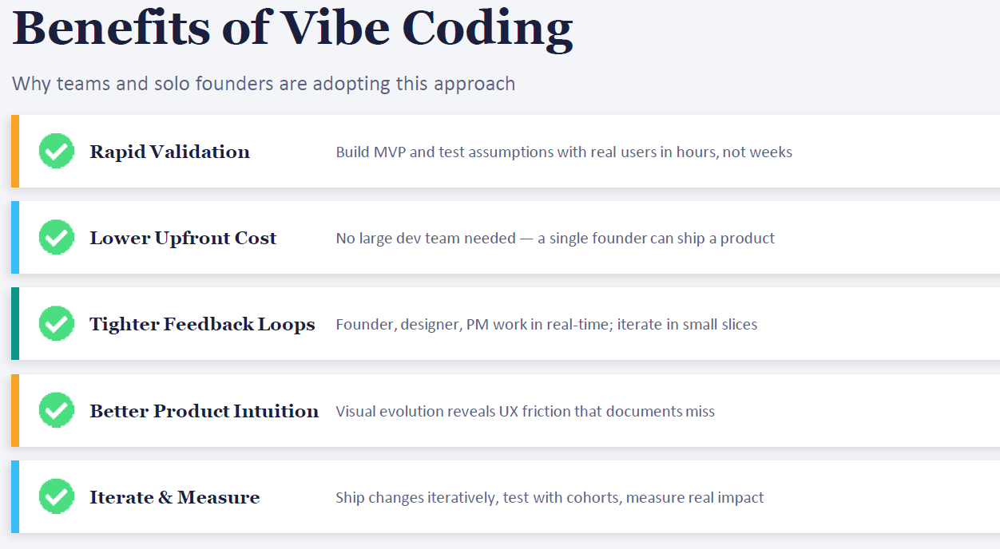 Benefits of Vibe Coding
Why teams and solo founders are adopting this approach
Rapid Validation
Build MVP and test assumptions with real users in hours, not weeks
Lower Upfront Cost
No large dev team needed — a single founder can ship a product
Tighter Feedback Loops
Founder, designer, PM work in real-time; iterate in small slices
Better Product Intuition
Visual evolution reveals UX friction that documents miss
Iterate & Measure
Ship changes iteratively, test with cohorts, measure real impact